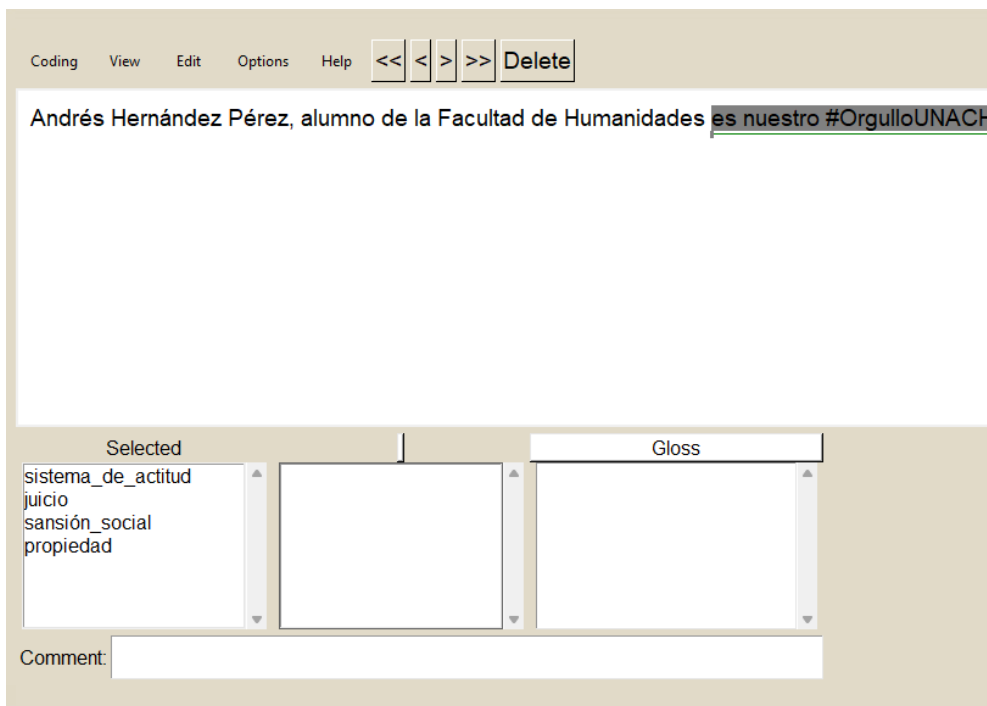 Coding View Edit Options Help << < > >> Delete
Andrés Hernández Pérez, alumno de la Facultad de Humanidades es nuestro #OrgulloUNACH
Selected Gloss
sistema_de_actitud
juicio
sansión_social
propiedad
Comment: